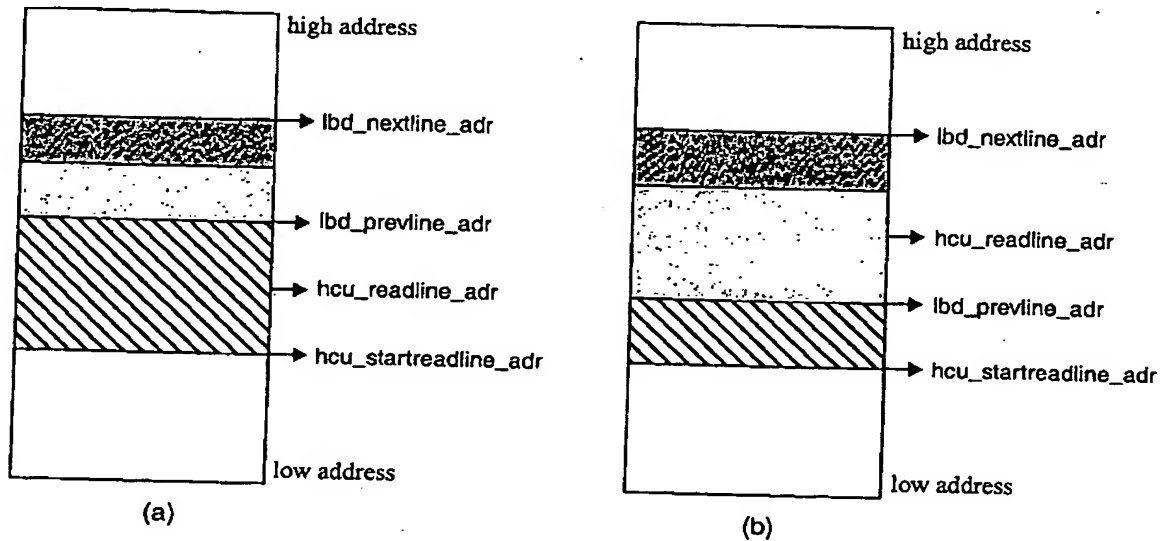 high address
lbd_nextline_adr
lbd_prevline_adr
hcu_readline_adr
hcu_startreadline_adr
low address
(a)
high address
lbd_nextline_adr
hcu_readline_adr
lbd_prevline_adr
hcu_startreadline_adr
low address
(b)